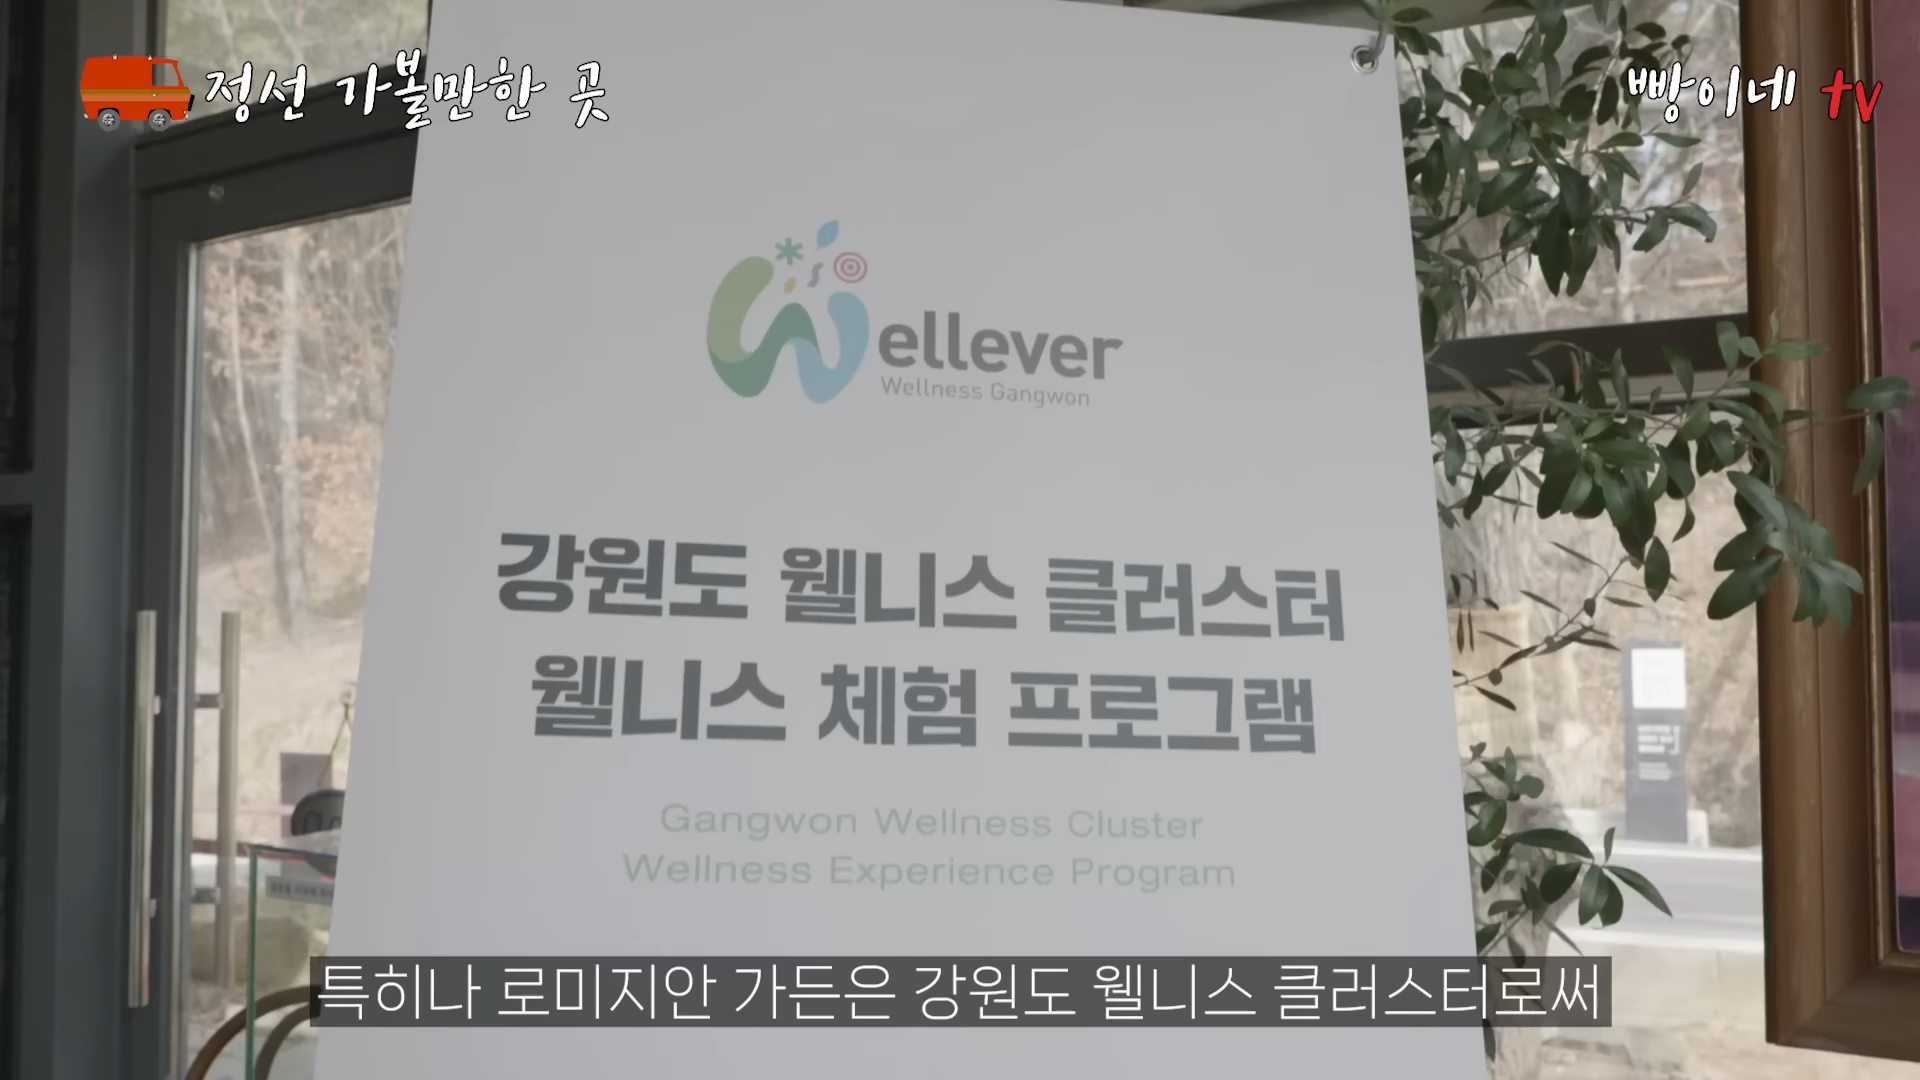 정선 가볼만한 곳
빵이네 tv
Wellever
Wellness Gangwon
강원도 웰니스 클러스터
웰니스 체험 프로그램
Gangwon Wellness Cluster
Wellness Experience Program
특히나 로미지안 가든은 강원도 웰니스 클러스터로써